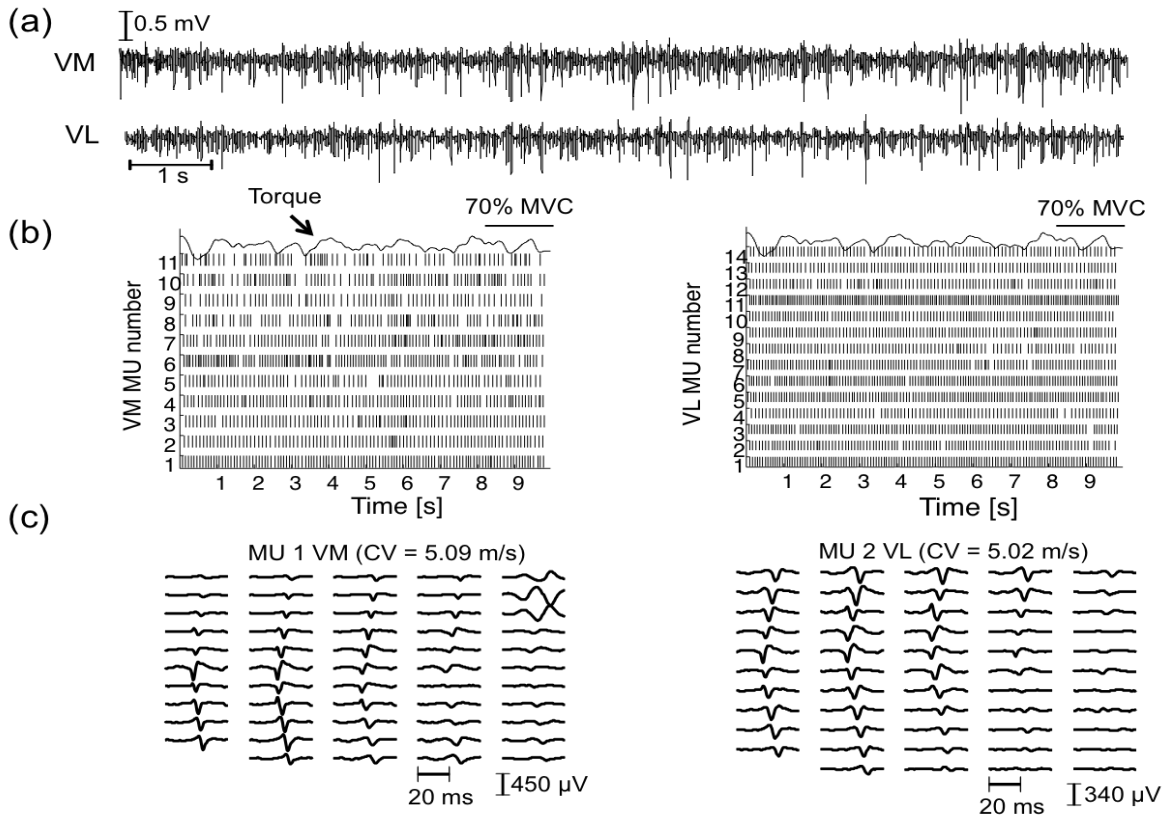 (a)
0.5 mV
VM
VL
1 s
(b)
Torque
70% MVC
VM MU number
11
10
9
8
7
6
5
4
3
2
1
1 2 3 4 5 6 7 8 9
Time [s]
70% MVC
VL MU number
14
13
12
11
10
9
8
7
6
5
4
3
2
1
1 2 3 4 5 6 7 8 9
Time [s]
(c)
MU 1 VM (CV = 5.09 m/s)
20 ms
450 µV
MU 2 VL (CV = 5.02 m/s)
20 ms
340 µV